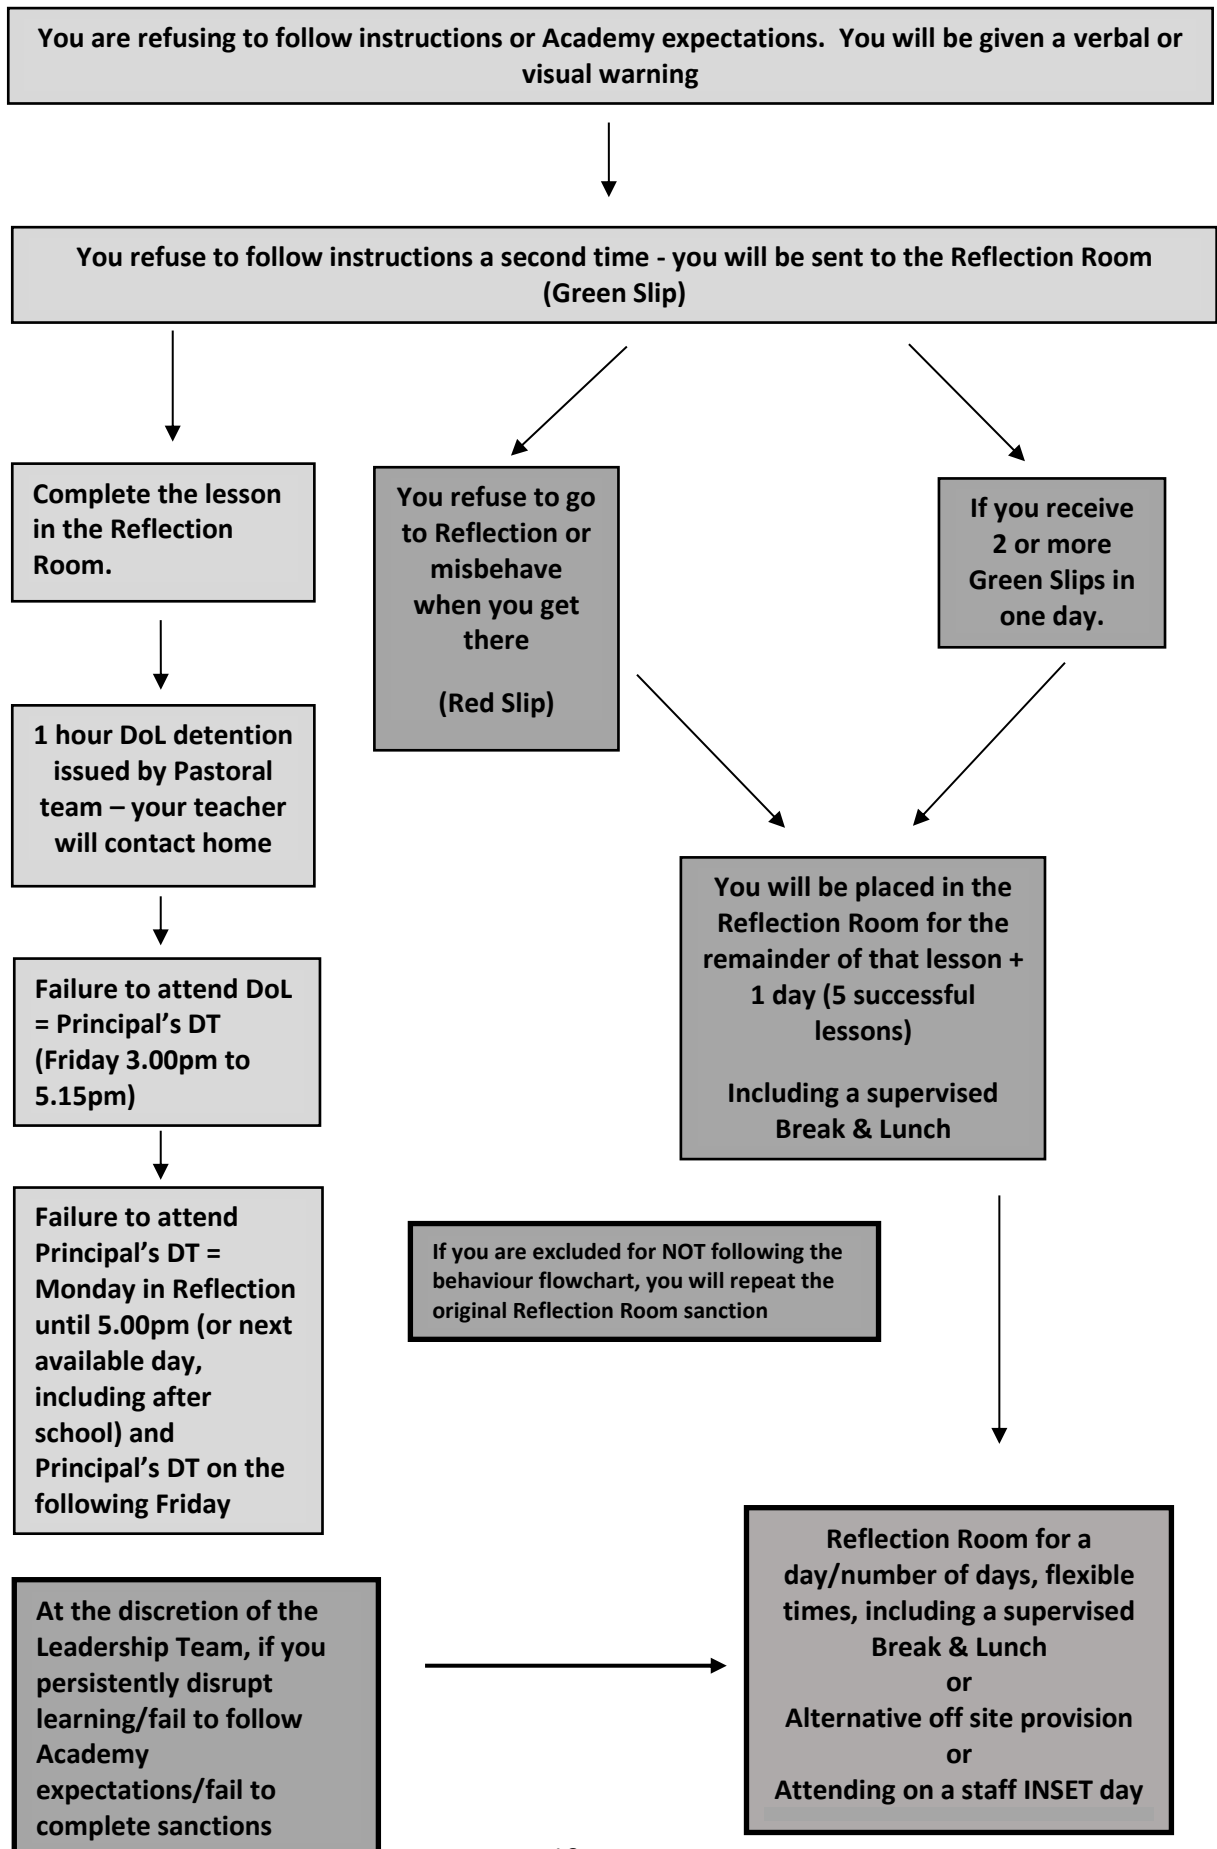 You are refusing to follow instructions or Academy expectations.  You will be given a verbal or
visual warning
You refuse to follow instructions a second time - you will be sent to the Reflection Room
(Green Slip)
Complete the lesson
in the Reflection
Room.
You refuse to go
to Reflection or
misbehave
when you get
there
(Red Slip)
If you receive
2 or more
Green Slips in
one day.
1 hour DoL detention
issued by Pastoral
team – your teacher
will contact home
You will be placed in the
Reflection Room for the
remainder of that lesson +
1 day (5 successful
lessons)
Including a supervised
Break & Lunch
Failure to attend DoL
= Principal’s DT
(Friday 3.00pm to
5.15pm)
Failure to attend
Principal’s DT =
Monday in Reflection
until 5.00pm (or next
available day,
including after
school) and
Principal’s DT on the
following Friday
If you are excluded for NOT following the
behaviour flowchart, you will repeat the
original Reflection Room sanction
At the discretion of the
Leadership Team, if you
persistently disrupt
learning/fail to follow
Academy
expectations/fail to
complete sanctions
Reflection Room for a
day/number of days, flexible
times, including a supervised
Break & Lunch
or
Alternative off site provision
or
Attending on a staff INSET day